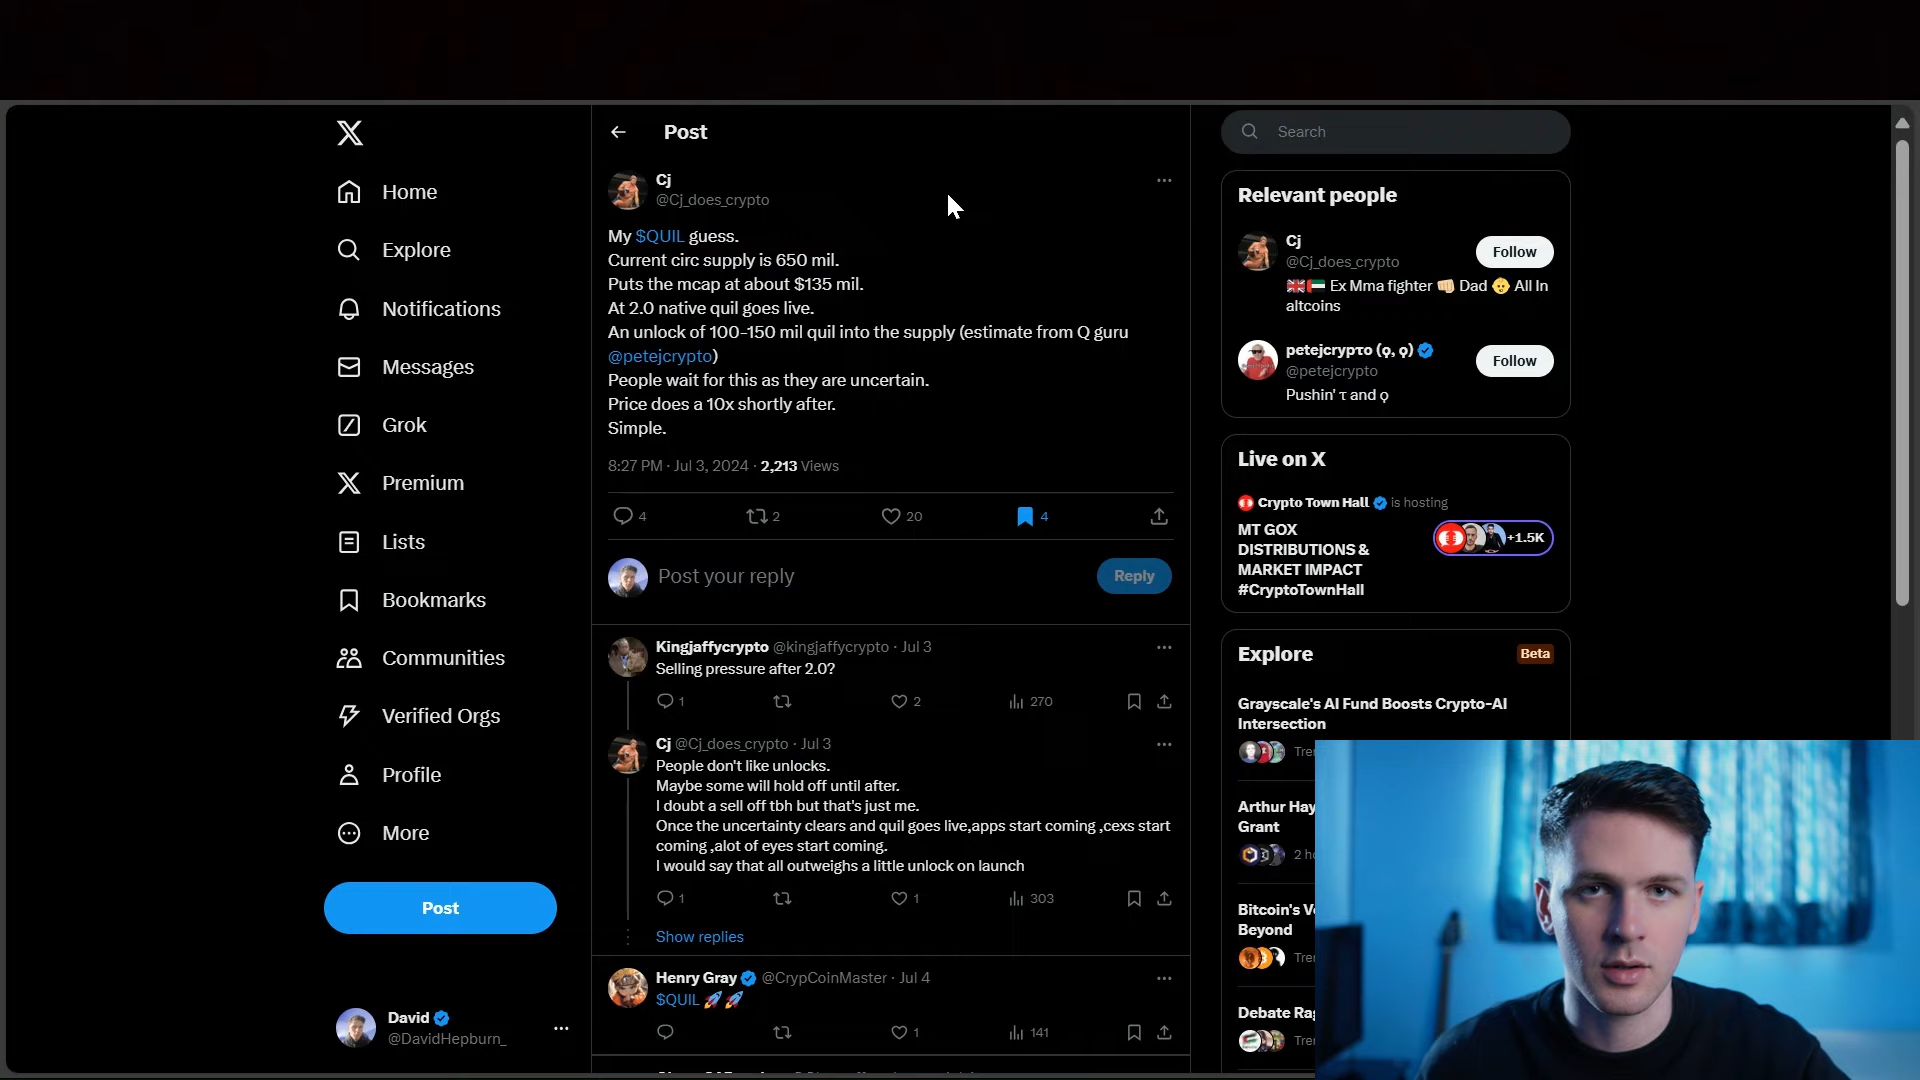 Home
Explore
Notifications
Messages
Grok
Premium
Lists
Bookmarks
Communities
Verified Orgs
Profile
More
Post
David
@DavidHepburn_
Post
Cj
@Cj_does_crypto
My $QUIL guess.
Current circ supply is 650 mil.
Puts the mcap at about $135 mil.
At 2.0 native quil goes live.
An unlock of 100-150 mil quil into the supply (estimate from Q guru
@petejcrypto)
People wait for this as they are uncertain.
Price does a 10x shortly after.
Simple.
8:27 PM · Jul 3, 2024 · 2,213 Views
4 2 20 4
Post your reply
Reply
Kingjaffycrypto @kingjaffycrypto · Jul 3
Selling pressure after 2.0?
1 2 270
Cj @Cj_does_crypto · Jul 3
People don't like unlocks.
Maybe some will hold off until after.
I doubt a sell off tbh but that's just me.
Once the uncertainty clears and quil goes live,apps start coming ,cexs start
coming ,alot of eyes start coming.
I would say that all outweighs a little unlock on launch
1 1 303
Show replies
Henry Gray @CrypCoinMaster · Jul 4
$QUIL 🚀🚀
1 141
Search
Relevant people
Cj
@Cj_does_crypto
Follow
🇬🇧🇦🇪 Ex Mma fighter 👊🏼 Dad 👶 All In
altcoins
petejcrypτo (ϙ, ϙ)
@petejcrypto
Follow
Pushin' τ and ϙ
Live on X
Crypto Town Hall is hosting
MT GOX
DISTRIBUTIONS &
MARKET IMPACT
#CryptoTownHall
+1.5K
Explore
Beta
Grayscale's AI Fund Boosts Crypto-AI
Intersection
Arthur Hay
Grant
Bitcoin's
Beyond
Debate